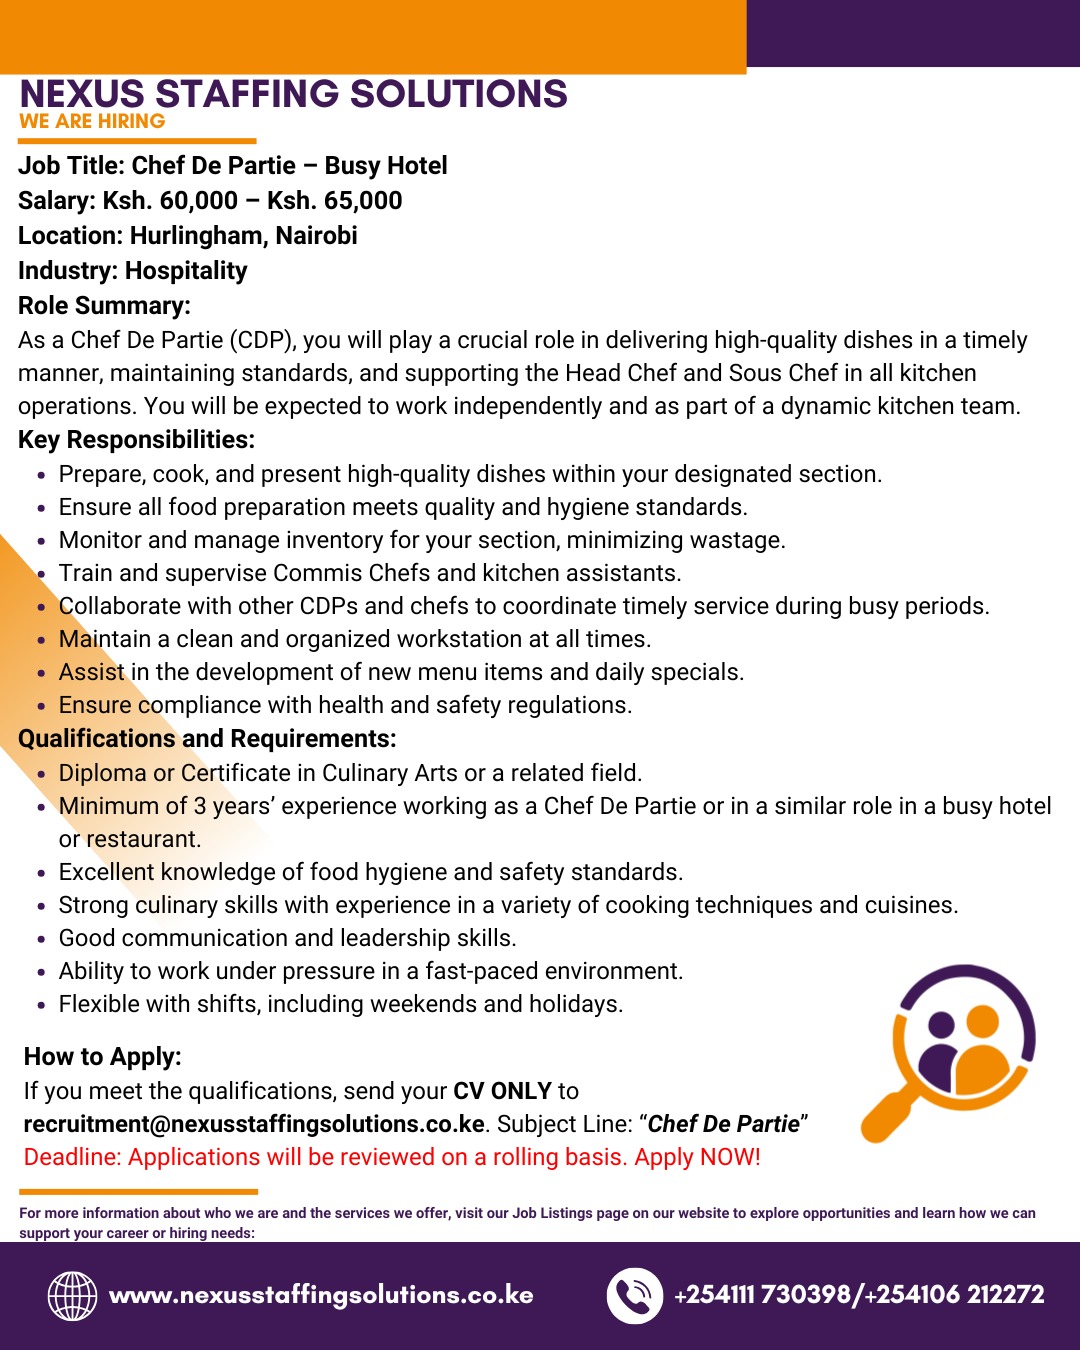 NEXUS STAFFING SOLUTIONS
WE ARE HIRING
Job Title: Chef De Partie – Busy Hotel
Salary: Ksh. 60,000 – Ksh. 65,000
Location: Hurlingham, Nairobi
Industry: Hospitality
Role Summary:
As a Chef De Partie (CDP), you will play a crucial role in delivering high-quality dishes in a timely
manner, maintaining standards, and supporting the Head Chef and Sous Chef in all kitchen
operations. You will be expected to work independently and as part of a dynamic kitchen team.
Key Responsibilities:
• Prepare, cook, and present high-quality dishes within your designated section.
• Ensure all food preparation meets quality and hygiene standards.
• Monitor and manage inventory for your section, minimizing wastage.
• Train and supervise Commis Chefs and kitchen assistants.
• Collaborate with other CDPs and chefs to coordinate timely service during busy periods.
• Maintain a clean and organized workstation at all times.
• Assist in the development of new menu items and daily specials.
• Ensure compliance with health and safety regulations.
Qualifications and Requirements:
• Diploma or Certificate in Culinary Arts or a related field.
• Minimum of 3 years’ experience working as a Chef De Partie or in a similar role in a busy hotel
or restaurant.
• Excellent knowledge of food hygiene and safety standards.
• Strong culinary skills with experience in a variety of cooking techniques and cuisines.
• Good communication and leadership skills.
• Ability to work under pressure in a fast-paced environment.
• Flexible with shifts, including weekends and holidays.
How to Apply:
If you meet the qualifications, send your CV ONLY to
recruitment@nexusstaffingsolutions.co.ke. Subject Line: “Chef De Partie”
Deadline: Applications will be reviewed on a rolling basis. Apply NOW!
For more information about who we are and the services we offer, visit our Job Listings page on our website to explore opportunities and learn how we can
support your career or hiring needs:
www.nexusstaffingsolutions.co.ke
+254111 730398/+254106 212272